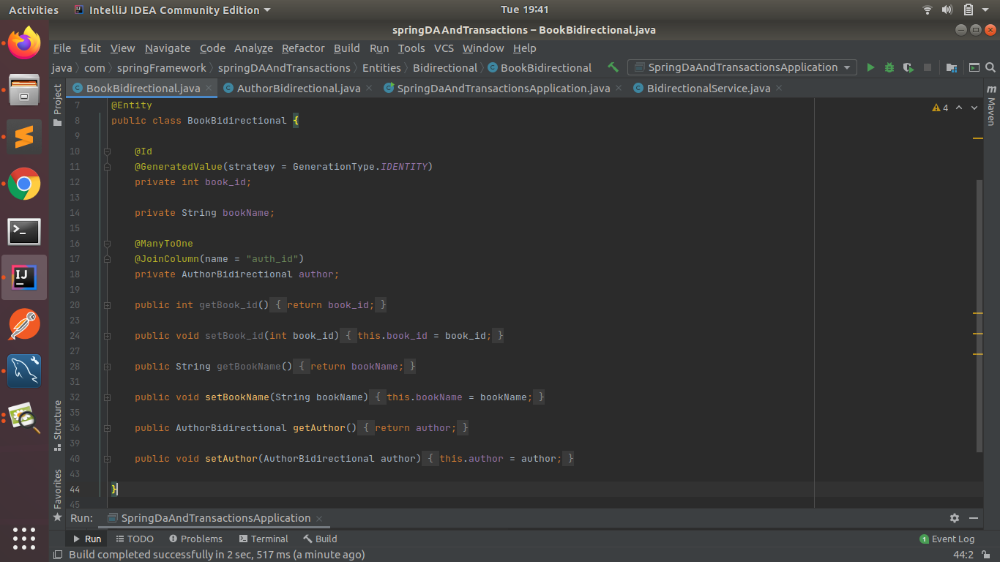 Activities IntelliJ IDEA Community Edition Tue 19:41
springDAAndTransactions – BookBidirectional.java
File Edit View Navigate Code Analyze Refactor Build Run Tools VCS Window Help
java com springFramework springDAAndTransactions Entities Bidirectional BookBidirectional SpringDaAndTransactionsApplication
BookBidirectional.java AuthorBidirectional.java SpringDaAndTransactionsApplication.java BidirectionalService.java
Project
Structure
Favorites
m Maven
4
7 @Entity
8 public class BookBidirectional {
9
10 @Id
11 @GeneratedValue(strategy = GenerationType.IDENTITY)
12 private int book_id;
13
14 private String bookName;
15
16 @ManyToOne
17 @JoinColumn(name = "auth_id")
18 private AuthorBidirectional author;
19
20 public int getBook_id() { return book_id; }
23
24 public void setBook_id(int book_id) { this.book_id = book_id; }
27
28 public String getBookName() { return bookName; }
31
32 public void setBookName(String bookName) { this.bookName = bookName; }
35
36 public AuthorBidirectional getAuthor() { return author; }
39
40 public void setAuthor(AuthorBidirectional author) { this.author = author; }
43
44 }
45
Run: SpringDaAndTransactionsApplication
Run TODO Problems Terminal Build 1 Event Log
Build completed successfully in 2 sec, 517 ms (a minute ago) 44:2